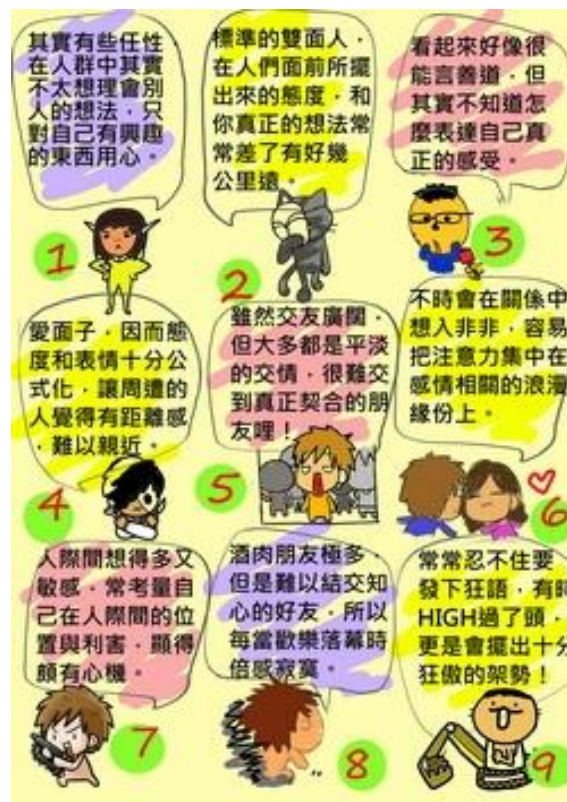 其實有些任性，
在人群中其實
不太想理會別
人的想法，只
對自己有興趣
的東西用心。
1
標準的雙面人，
在人們面前所擺
出來的態度，和
你真正的想法常
常差了有好幾
公里遠。
2
看起來好像很
能言善道，但
其實不知道怎
麼表達自己真
正的感受。
3
愛面子，因而態
度和表情十分公
式化，讓周遭的
人覺得有距離感
，難以親近。
4
雖然交友廣闊，
但大多都是平淡
的交情，很難交
到真正契合的朋
友哩！
5
不時會在關係中
想入非非，容易
把注意力集中在
感情相關的浪漫
緣份上。
6
人際間想得多又
敏感，常考量自
己在人際間的位
置與利害，顯得
頗有心機。
7
酒肉朋友極多，
但是難以結交知
心的好友，所以
每當歡樂落幕時
倍感寂寞。
8
常常忍不住要
發下狂語，有時
HIGH過了頭，
更是會擺出十分
狂傲的架勢！
9